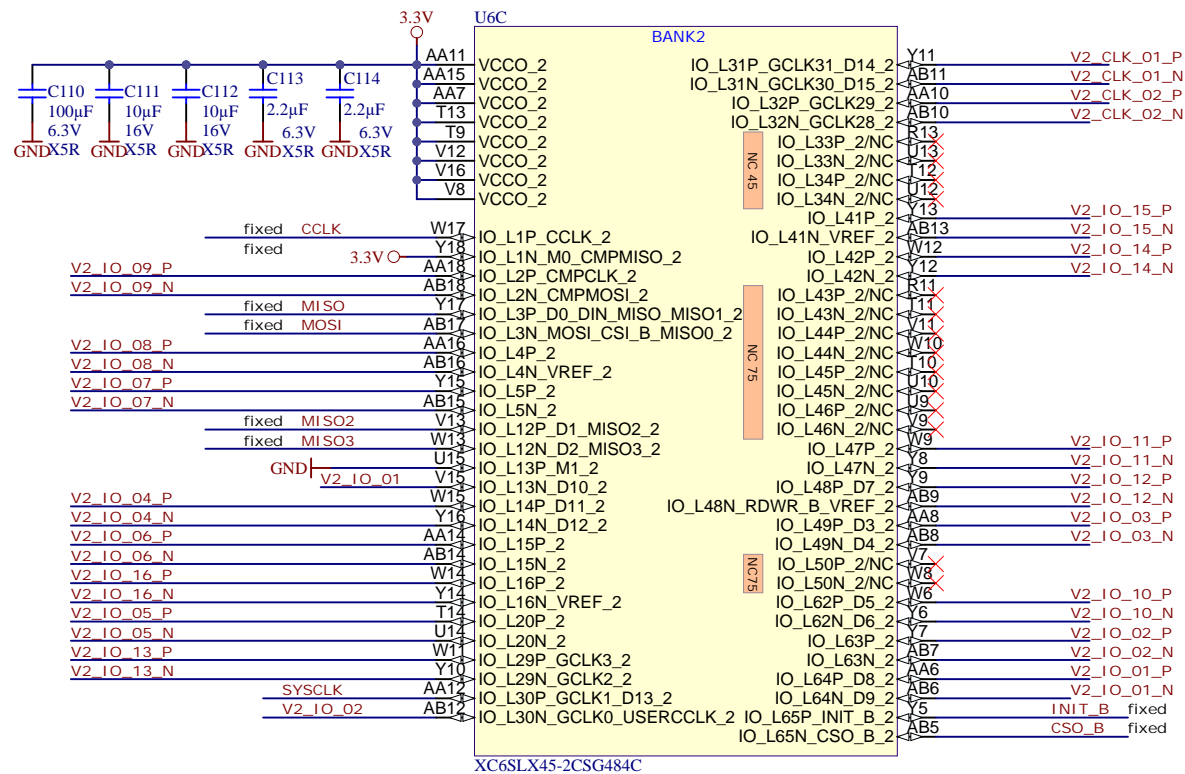 3.3V
U6C
BANK2
C110
100µF
6.3V
X5R
GND
C111
10µF
16V
X5R
GND
C112
10µF
16V
X5R
GND
C113
2.2µF
6.3V
X5R
GND
C114
2.2µF
6.3V
X5R
GND
AA11 VCCO_2
AA15 VCCO_2
AA7 VCCO_2
T13 VCCO_2
T9 VCCO_2
V12 VCCO_2
V16 VCCO_2
V8 VCCO_2
fixed CCLK W17 IO_L1P_CCLK_2
fixed 3.3V Y18 IO_L1N_M0_CMPMISO_2
V2_IO_09_P AA18 IO_L2P_CMPCLK_2
V2_IO_09_N AB18 IO_L2N_CMPMOSI_2
fixed MISO Y17 IO_L3P_D0_DIN_MISO_MISO1_2
fixed MOSI AB17 IO_L3N_MOSI_CSI_B_MISO0_2
V2_IO_08_P AA16 IO_L4P_2
V2_IO_08_N AB16 IO_L4N_VREF_2
V2_IO_07_P Y15 IO_L5P_2
V2_IO_07_N AB15 IO_L5N_2
fixed MISO2 V13 IO_L12P_D1_MISO2_2
fixed MISO3 W13 IO_L12N_D2_MISO3_2
GND U15 IO_L13P_M1_2
V2_IO_01 V15 IO_L13N_D10_2
V2_IO_04_P W15 IO_L14P_D11_2
V2_IO_04_N Y16 IO_L14N_D12_2
V2_IO_06_P AA14 IO_L15P_2
V2_IO_06_N AB14 IO_L15N_2
V2_IO_16_P W14 IO_L16P_2
V2_IO_16_N Y14 IO_L16N_VREF_2
V2_IO_05_P T14 IO_L20P_2
V2_IO_05_N U14 IO_L20N_2
V2_IO_13_P W11 IO_L29P_GCLK3_2
V2_IO_13_N Y10 IO_L29N_GCLK2_2
SYSCLK AA12 IO_L30P_GCLK1_D13_2
V2_IO_02 AB12 IO_L30N_GCLK0_USERCCLK_2
IO_L31P_GCLK31_D14_2 Y11 V2_CLK_01_P
IO_L31N_GCLK30_D15_2 AB11 V2_CLK_01_N
IO_L32P_GCLK29_2 AA10 V2_CLK_02_P
IO_L32N_GCLK28_2 AB10 V2_CLK_02_N
NC 45
IO_L33P_2/NC R13
IO_L33N_2/NC U13
IO_L34P_2/NC T12
IO_L34N_2/NC U12
IO_L41P_2 Y13 V2_IO_15_P
IO_L41N_VREF_2 AB13 V2_IO_15_N
IO_L42P_2 W12 V2_IO_14_P
IO_L42N_2 Y12 V2_IO_14_N
NC 75
IO_L43P_2/NC R11
IO_L43N_2/NC T11
IO_L44P_2/NC V11
IO_L44N_2/NC W10
IO_L45P_2/NC T10
IO_L45N_2/NC U10
IO_L46P_2/NC U9
IO_L46N_2/NC V9
IO_L47P_2 W9 V2_IO_11_P
IO_L47N_2 Y8 V2_IO_11_N
IO_L48P_D7_2 Y9 V2_IO_12_P
IO_L48N_RDWR_B_VREF_2 AB9 V2_IO_12_N
IO_L49P_D3_2 AA8 V2_IO_03_P
IO_L49N_D4_2 AB8 V2_IO_03_N
NC75
IO_L50P_2/NC V7
IO_L50N_2/NC W8
IO_L62P_D5_2 W6 V2_IO_10_P
IO_L62N_D6_2 Y6 V2_IO_10_N
IO_L63P_2 Y7 V2_IO_02_P
IO_L63N_2 AB7 V2_IO_02_N
IO_L64P_D8_2 AA6 V2_IO_01_P
IO_L64N_D9_2 AB6 V2_IO_01_N
IO_L65P_INIT_B_2 Y5 INIT_B fixed
IO_L65N_CSO_B_2 AB5 CSO_B fixed
XC6SLX45-2CSG484C